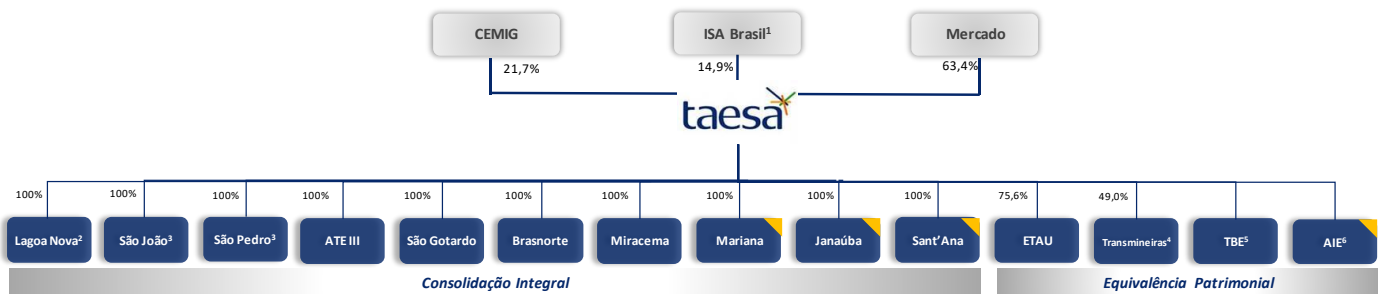 CEMIG
ISA Brasil¹
Mercado
21,7%
14,9%
63,4%
taesa
100%
100%
100%
100%
100%
100%
100%
100%
100%
100%
75,6%
49,0%
Lagoa Nova²
São João³
São Pedro³
ATE III
São Gotardo
Brasnorte
Miracema
Mariana
Janaúba
Sant'Ana
ETAU
Transmineiras⁴
TBE⁵
AIE⁶
Consolidação Integral
Equivalência Patrimonial